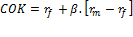 COK = r_f + β. [r_m − r_f]